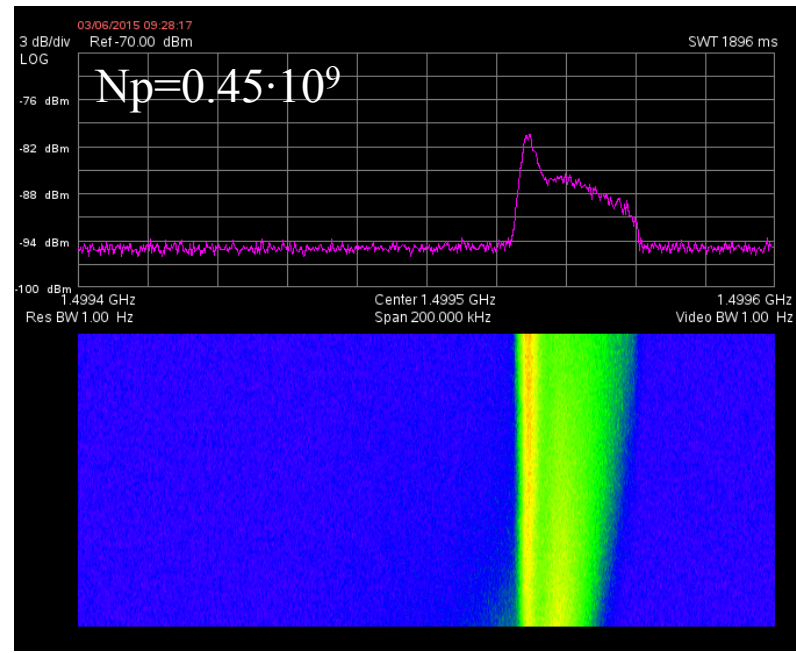 03/06/2015 09:28:17
3 dB/div Ref -70.00 dBm SWT 1896 ms
LOG
Np=0.45·10⁹
-76 dBm
-82 dBm
-88 dBm
-94 dBm
-100 dBm
1.4994 GHz Center 1.4995 GHz 1.4996 GHz
Res BW 1.00 Hz Span 200.000 kHz Video BW 1.00 Hz